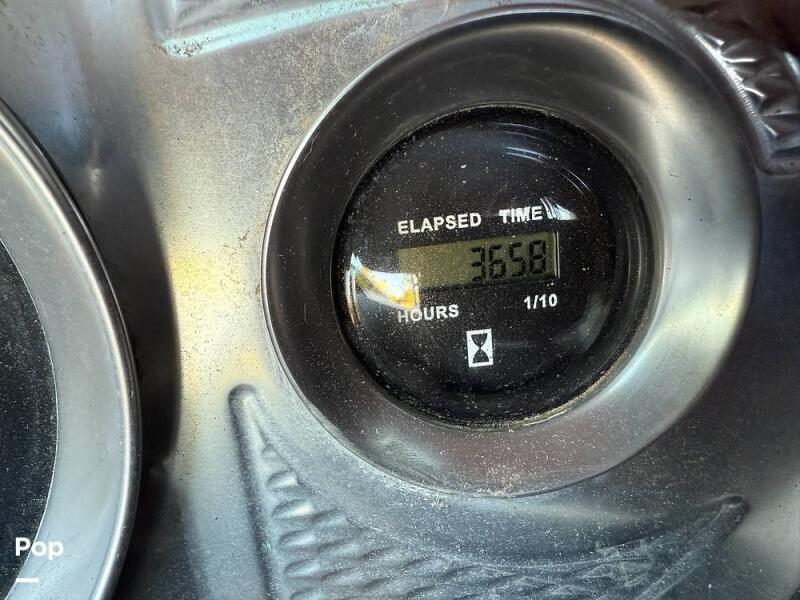 ELAPSED TIME
3658
HOURS 1/10
Pop